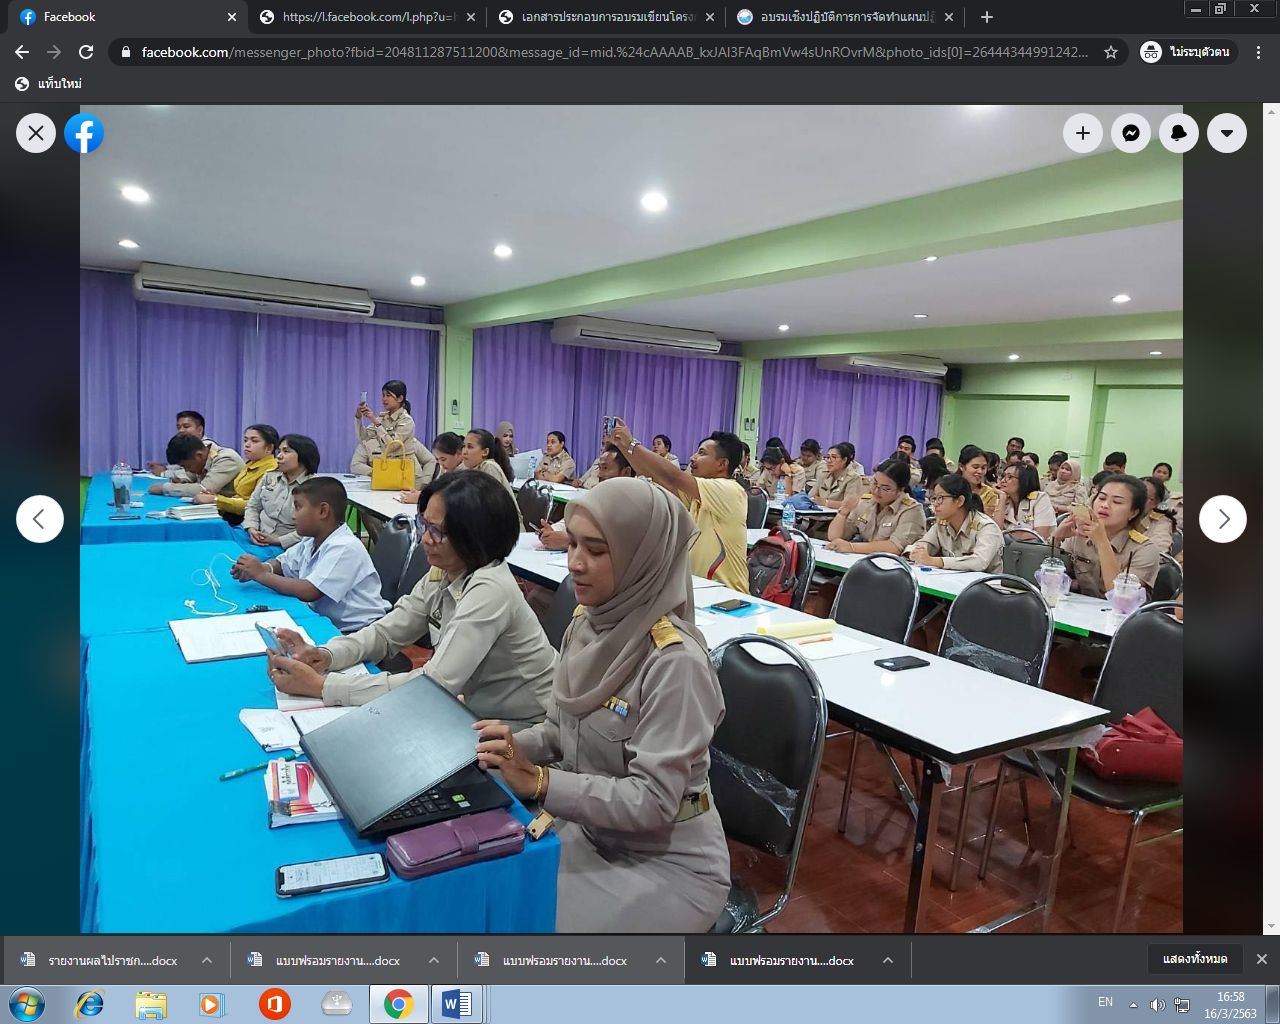 Facebook
https://l.facebook.com/l.php?u=h
เอกสารประกอบการอบรมเขียนโครงก
อบรมเชิงปฏิบัติการการจัดทำแผนปฏิ
facebook.com/messenger_photo?fbid=2048112875112200&message_id=mid.%24cAAAAB_kxJAl3FAqBmVw4sUnROvrM&photo_ids[0]=26444344991242...
ไม่ระบุตัวตน
แท็บใหม่
รายงานผลไปราชก....docx
แบบฟรอมรายงาน....docx
แบบฟรอมรายงาน....docx
แบบฟรอมรายงาน....docx
แสดงทั้งหมด
EN
16:58
16/3/2563